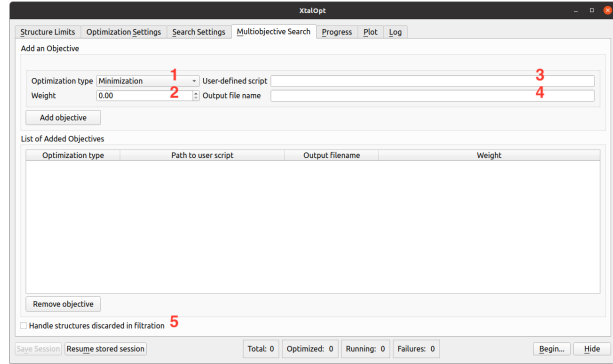 XtalOpt
Structure Limits Optimization Settings Search Settings Multiobjective Search Progress Plot Log
Add an Objective
Optimization type Minimization 1 User-defined script 3
Weight 0.00 2 Output file name 4
Add objective
List of Added Objectives
Optimization type Path to user script Output filename Weight
Remove objective
Handle structures discarded in filtration 5
Save Session Resume stored session Total: 0 Optimized: 0 Running: 0 Failures: 0 Begin... Hide